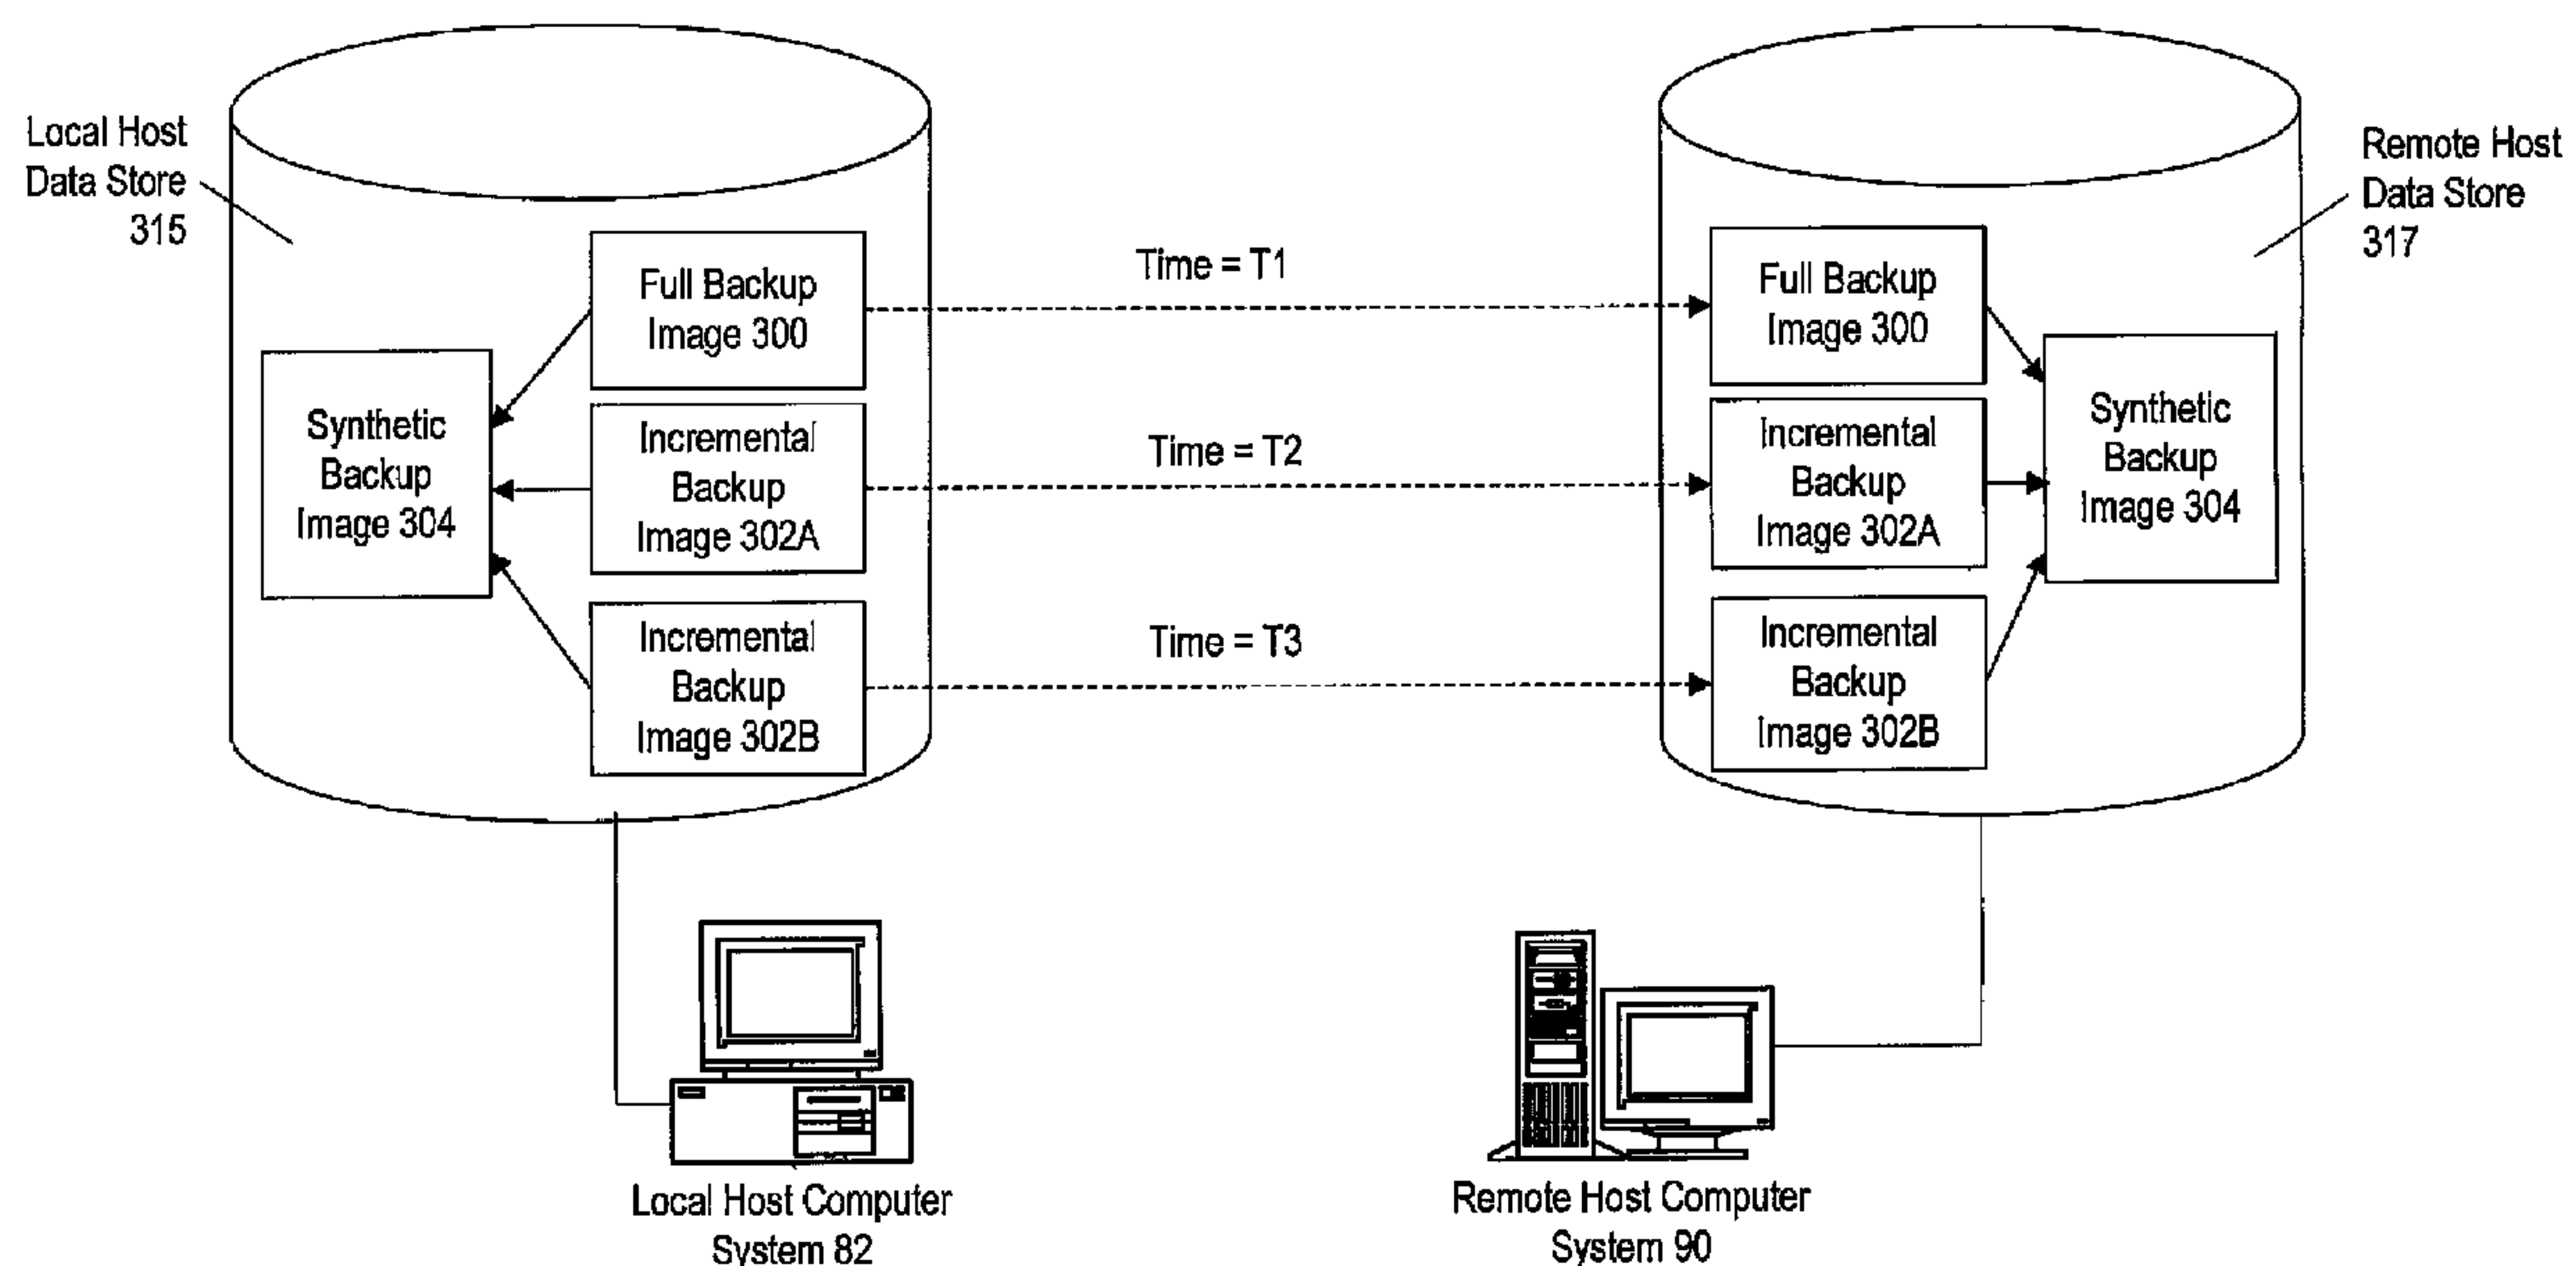 Local Host
Data Store
315
Full Backup
Image 300
Synthetic
Backup
Image 304
Incremental
Backup
Image 302A
Incremental
Backup
Image 302B
Time = T1
Time = T2
Time = T3
Full Backup
Image 300
Incremental
Backup
Image 302A
Incremental
Backup
Image 302B
Synthetic
Backup
Image 304
Remote Host
Data Store
317
Local Host Computer
System 82
Remote Host Computer
System 90